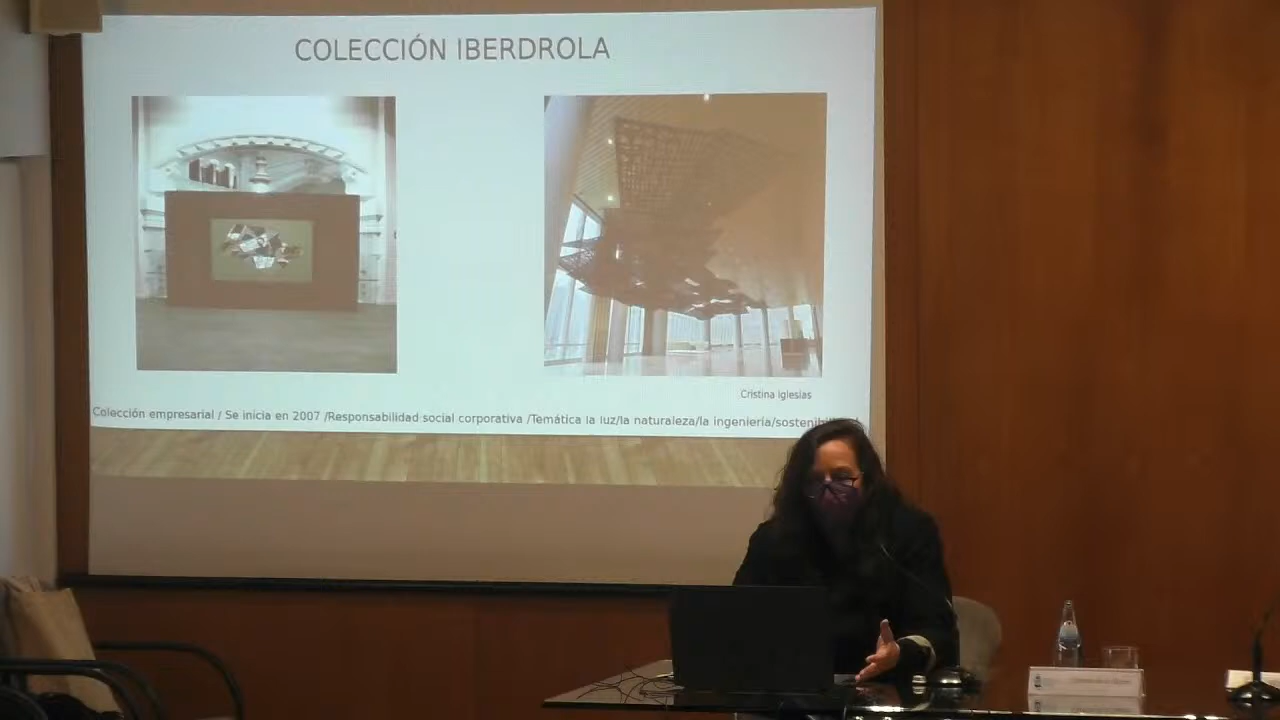 COLECCIÓN IBERDROLA
Cristina Iglesias
Colección empresarial / Se inicia en 2007 /Responsabilidad social corporativa /Temática la luz/la naturaleza/la ingeniería/